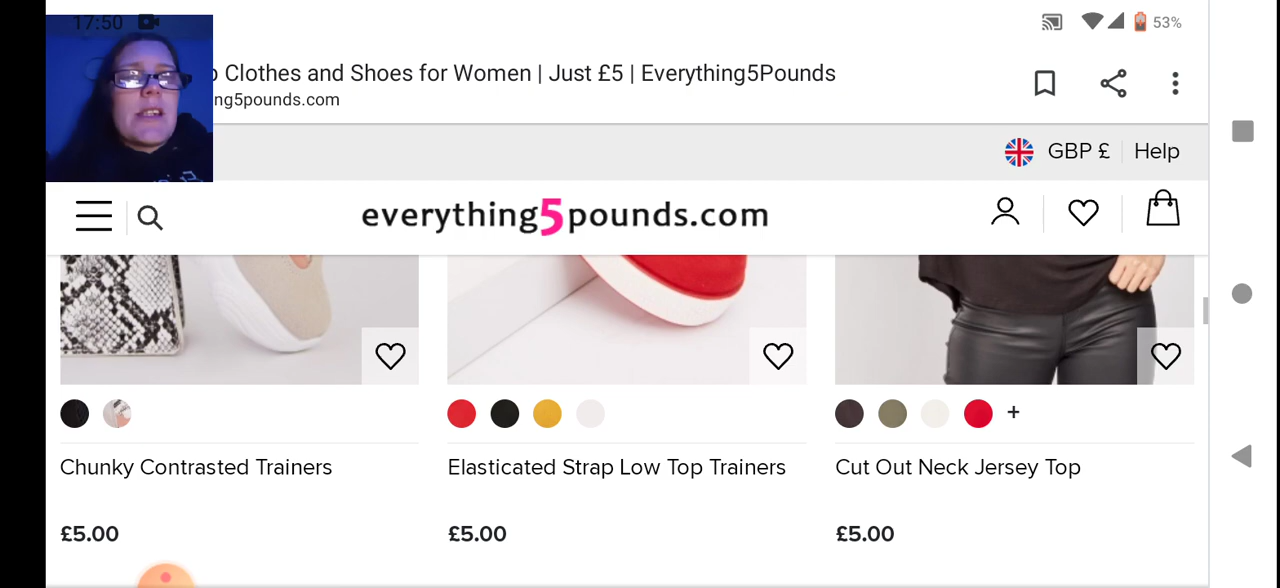 17:50
53%
Clothes and Shoes for Women | Just £5 | Everything5Pounds
ng5pounds.com
GBP £ Help
everything5pounds.com
+
Chunky Contrasted Trainers
Elasticated Strap Low Top Trainers
Cut Out Neck Jersey Top
£5.00
£5.00
£5.00